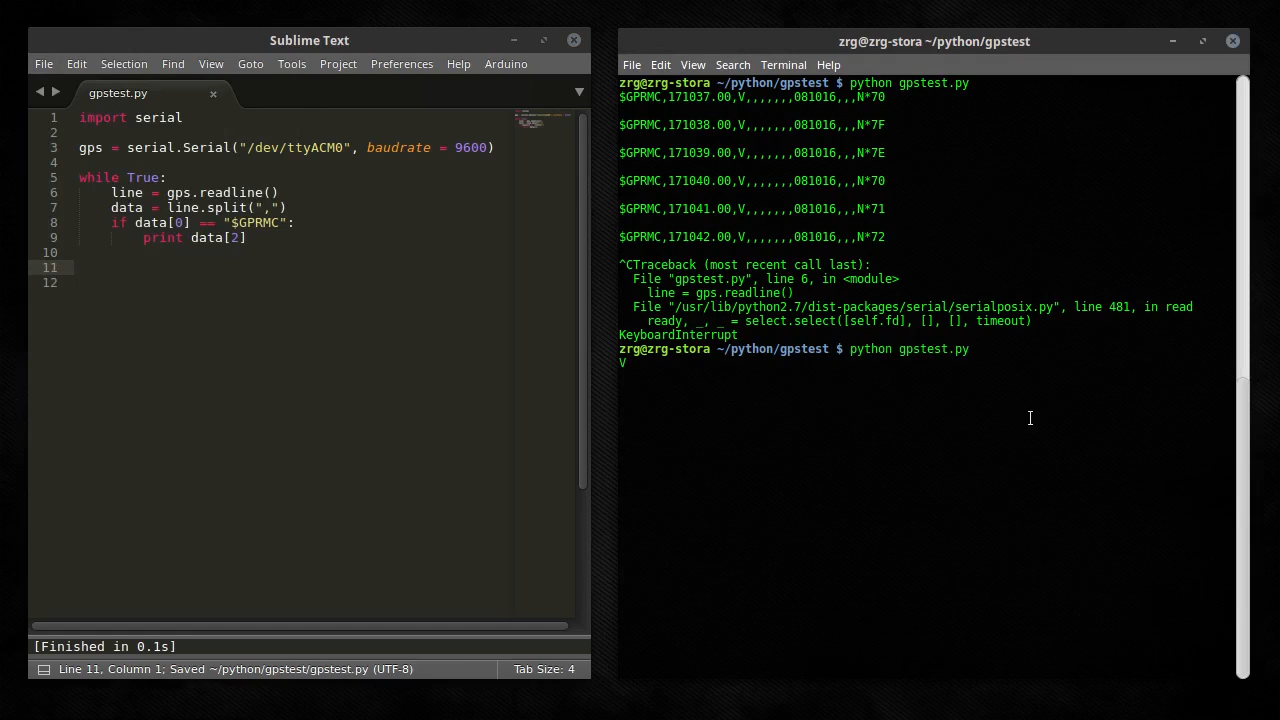 Sublime Text
File Edit Selection Find View Goto Tools Project Preferences Help Arduino
gpstest.py
1 import serial
2
3 gps = serial.Serial("/dev/ttyACM0", baudrate = 9600)
4
5 while True:
6     line = gps.readline()
7     data = line.split(",")
8     if data[0] == "$GPRMC":
9         print data[2]
10
11
12
[Finished in 0.1s]
Line 11, Column 1; Saved ~/python/gpstest/gpstest.py (UTF-8) Tab Size: 4
zrg@zrg-stora ~/python/gpstest
File Edit View Search Terminal Help
zrg@zrg-stora ~/python/gpstest $ python gpstest.py
$GPRMC,171037.00,V,,,,,,,081016,,,N*70
$GPRMC,171038.00,V,,,,,,,081016,,,N*7F
$GPRMC,171039.00,V,,,,,,,081016,,,N*7E
$GPRMC,171040.00,V,,,,,,,081016,,,N*70
$GPRMC,171041.00,V,,,,,,,081016,,,N*71
$GPRMC,171042.00,V,,,,,,,081016,,,N*72
^CTraceback (most recent call last):
  File "gpstest.py", line 6, in <module>
    line = gps.readline()
  File "/usr/lib/python2.7/dist-packages/serial/serialposix.py", line 481, in read
    ready, _, _ = select.select([self.fd], [], [], timeout)
KeyboardInterrupt
zrg@zrg-stora ~/python/gpstest $ python gpstest.py
V